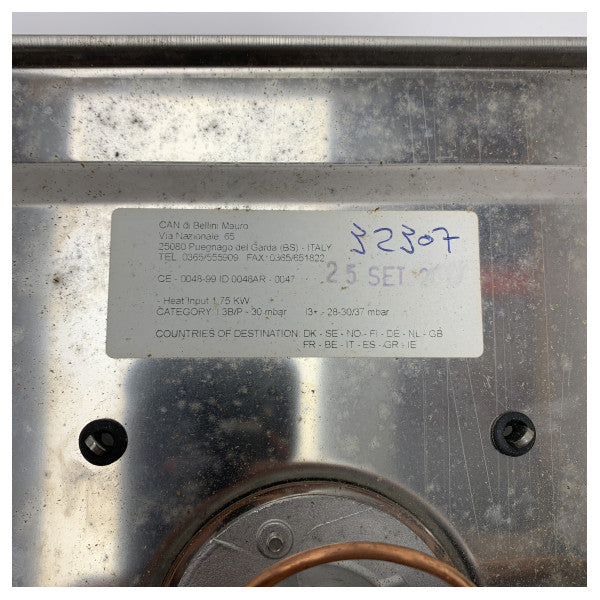 CAN di Bellini Mauro
Via Nazionale, 65
25080 Puegnago del Garda (BS) - ITALY
TEL. 0365/555909 FAX: 0365/651822
32307
CE - 0048-99 ID 0048AR - 0047
25 SET
Heat Input 1,75 KW
CATEGORY: I 3B/P - 30 mbar I3+ - 28-30/37 mbar
COUNTRIES OF DESTINATION: DK - SE - NO - FI - DE - NL - GB
FR - BE - IT - ES - GR - IE